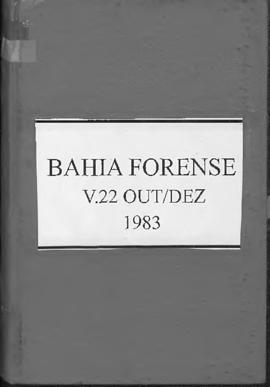 BAHIA FORENSE
V.22 OUT/DEZ
1983